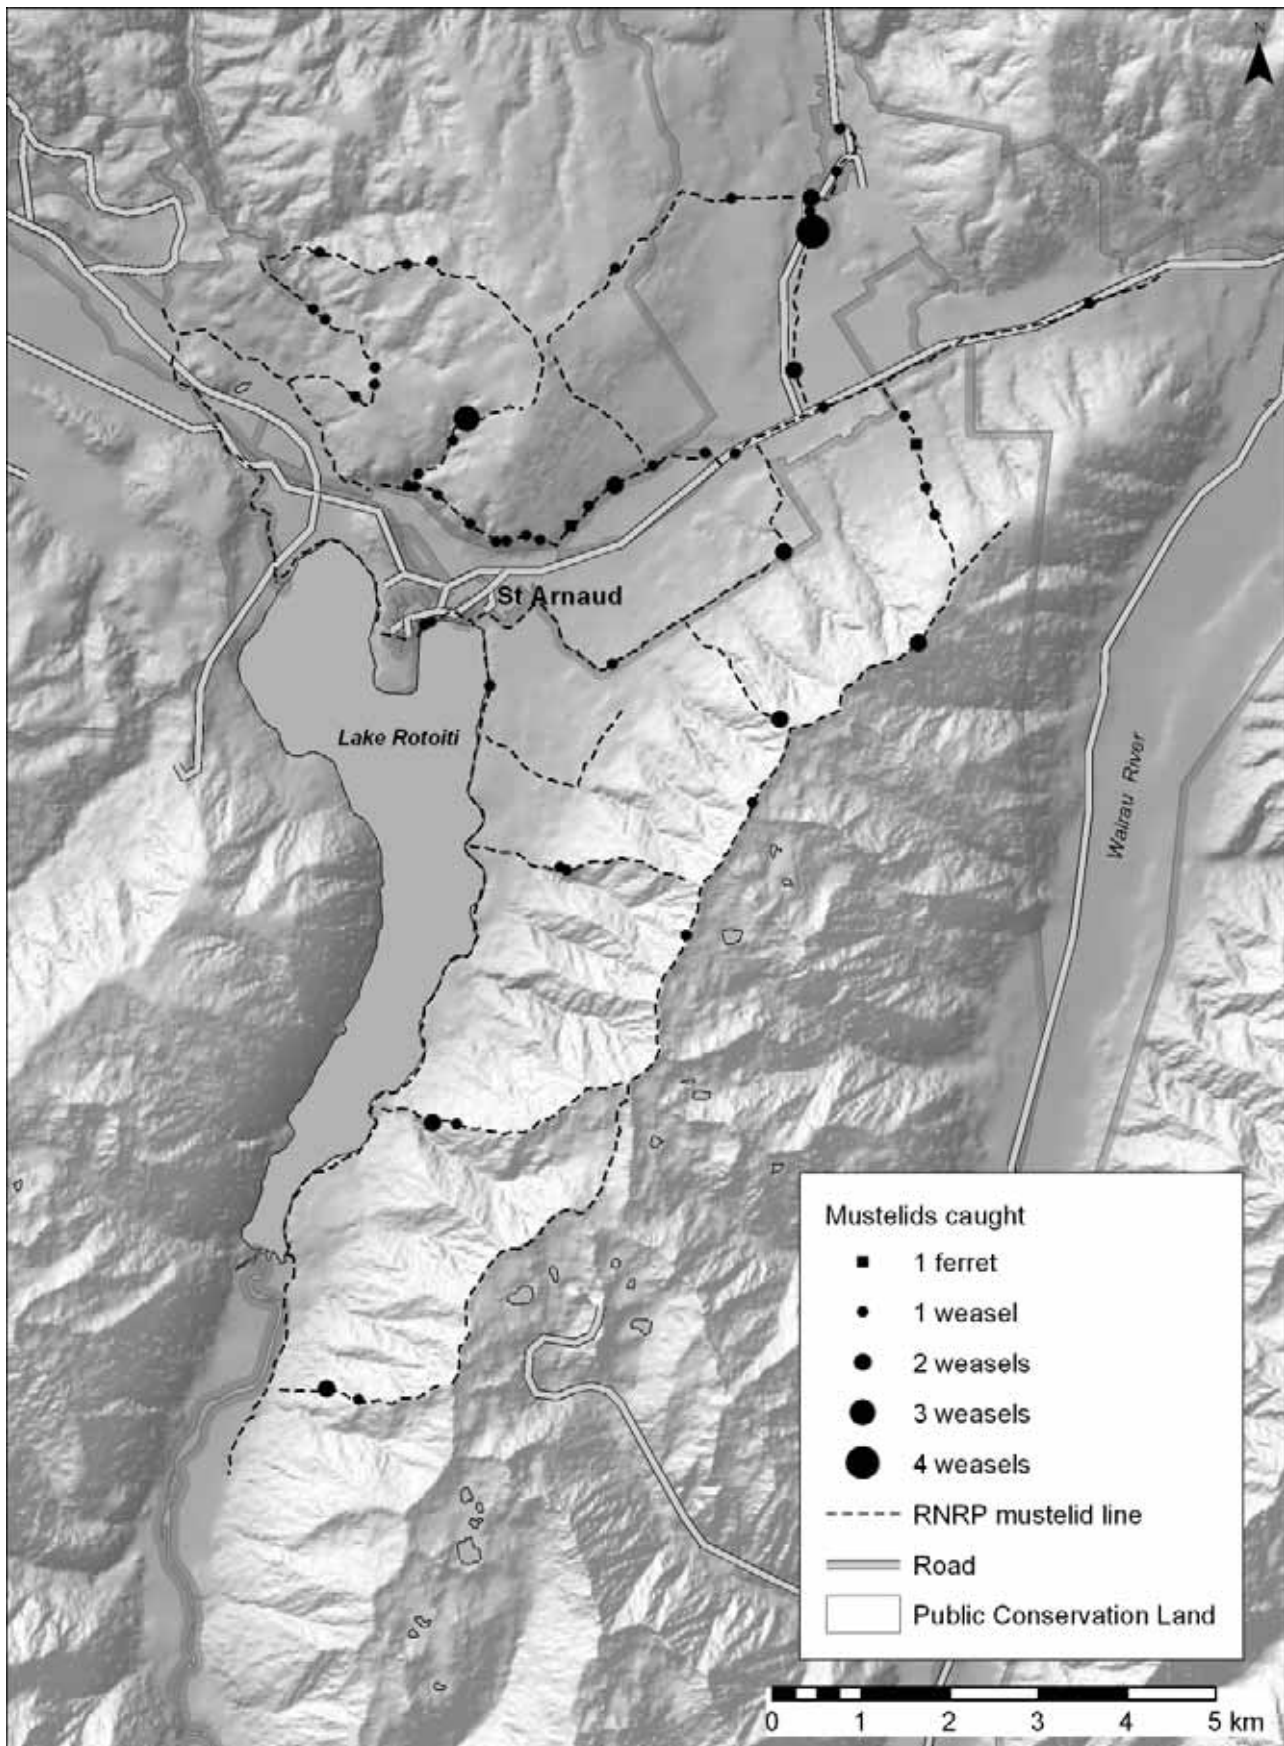 N
St Arnaud
Lake Rotoiti
Wairau River
Mustelids caught
1 ferret
1 weasel
2 weasels
3 weasels
4 weasels
RNRP mustelid line
Road
Public Conservation Land
0 1 2 3 4 5 km